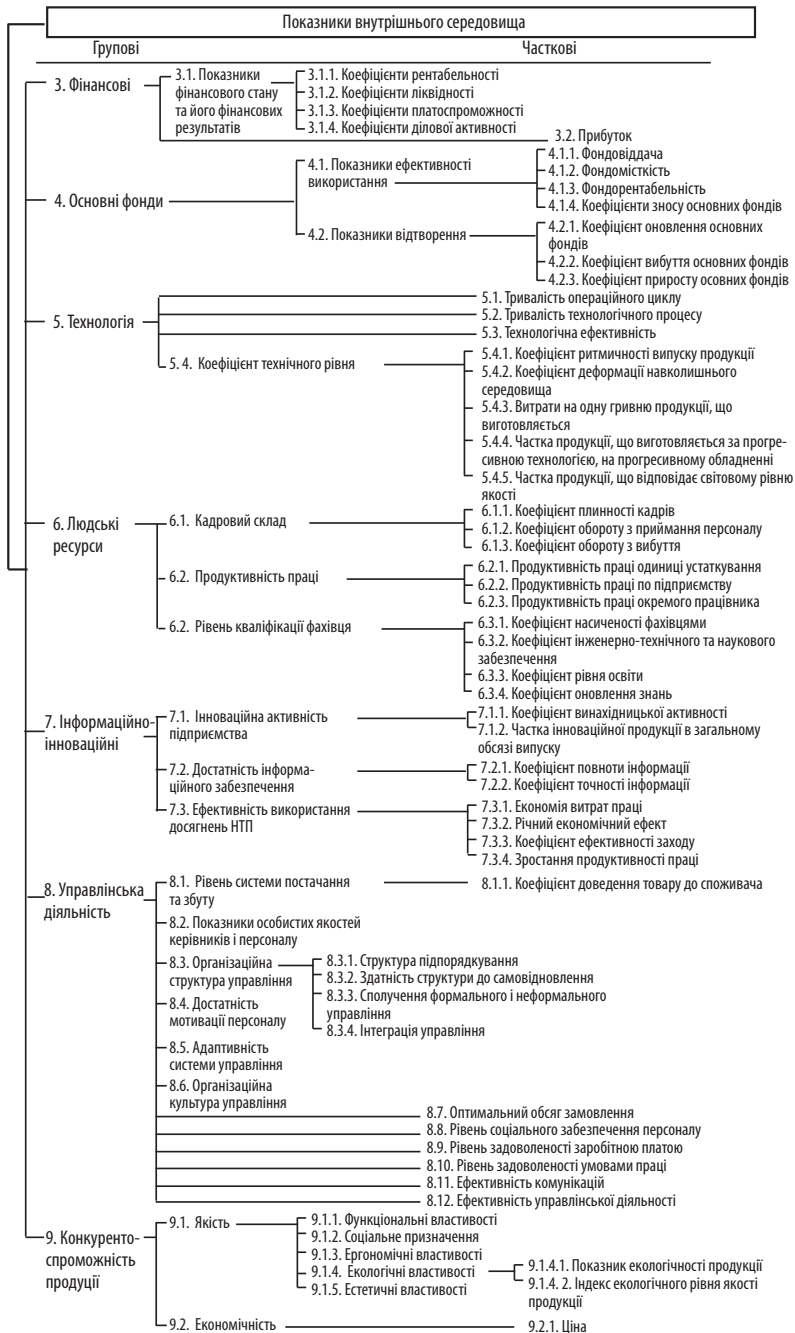 Показники внутрішнього середовища
Групові
Часткові
3. Фінансові
3.1. Показники
фінансового стану
та його фінансових
результатів
3.1.1. Коефіцієнти рентабельності
3.1.2. Коефіцієнти ліквідності
3.1.3. Коефіцієнти платоспроможності
3.1.4. Коефіцієнти ділової активності
3.2. Прибуток
4. Основні фонди
4.1. Показники ефективності
використання
4.1.1. Фондовіддача
4.1.2. Фондомісткість
4.1.3. Фондорентабельність
4.1.4. Коефіцієнти зносу основних фондів
4.2. Показники відтворення
4.2.1. Коефіцієнт оновлення основних
фондів
4.2.2. Коефіцієнт вибуття основних фондів
4.2.3. Коефіцієнт приросту осовних фондів
5. Технологія
5.1. Тривалість операційного циклу
5.2. Тривалість технологічного процесу
5.3. Технологічна ефективність
5. 4. Коефіцієнт технічного рівня
5.4.1. Коефіцієнт ритмичності випуску продукції
5.4.2. Коефіцієнт деформації навколишнього
середовища
5.4.3. Витрати на одну гривню продукції, що
виготовляється
5.4.4. Частка продукції, що виготовляється за прогре-
сивною технологією, на прогресивному обладненні
5.4.5. Частка продукції, що відповідає світовому рівню
якості
6. Людські
ресурси
6.1. Кадровий склад
6.1.1. Коефіцієнт плинності кадрів
6.1.2. Коефіцієнт обороту з приймання персоналу
6.1.3. Коефіцієнт обороту з вибуття
6.2. Продуктивність праці
6.2.1. Продуктивність праці одиниці устаткування
6.2.2. Продуктивність праці по підприємству
6.2.3. Продуктивність праці окремого працівника
6.2. Рівень кваліфікації фахівця
6.3.1. Коефіцієнт насиченості фахівцями
6.3.2. Коефіцієнт інженерно-технічного та наукового
забезпечення
6.3.3. Коефіцієнт рівня освіти
6.3.4. Коефіцієнт оновлення знань
7. Інформаційно-
інноваційні
7.1. Інноваційна активність
підприємства
7.1.1. Коефіцієнт винахідницької активності
7.1.2. Частка інноваційної продукції в загальному
обсязі випуску
7.2. Достатність інформа-
ційного забезпечення
7.2.1. Коефіцієнт повноти інформації
7.2.2. Коефіцієнт точності інформації
7.3. Ефективність використання
досягнень НТП
7.3.1. Економія витрат праці
7.3.2. Річний економічний ефект
7.3.3. Коефіцієнт ефективності заходу
7.3.4. Зростання продуктивності праці
8. Управлінська
діяльність
8.1. Рівень системи постачання
та збуту
8.1.1. Коефіцієнт доведення товару до споживача
8.2. Показники особистих якостей
керівників і персоналу
8.3. Організаційна
структура управління
8.3.1. Структура підпорядкування
8.3.2. Здатність структури до самовідновлення
8.3.3. Сполучення формального і неформального
управління
8.3.4. Інтеграція управління
8.4. Достатність
мотивації персоналу
8.5. Адаптивність
системи управління
8.6. Організаційна
культура управління
8.7. Оптимальний обсяг замовлення
8.8. Рівень соціального забезпечення персоналу
8.9. Рівень задоволеності заробітною платою
8.10. Рівень задоволеності умовами праці
8.11. Ефективність комунікацій
8.12. Ефективність управлінської діяльності
9. Конкуренто-
спроможність
продуції
9.1. Якість
9.1.1. Функціональні властивості
9.1.2. Соціальне призначення
9.1.3. Ергономічні властивості
9.1.4. Екологічні властивості
9.1.5. Естетичні властивості
9.1.4.1. Показник екологічності продукції
9.1.4. 2. Індекс екологічного рівня якості
продукції
9.2. Економічність
9.2.1. Ціна